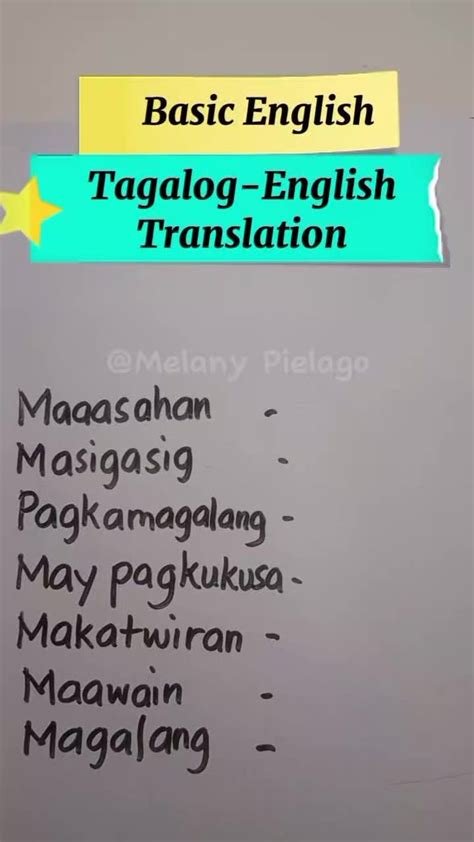 Basic English
Tagalog-English
Translation
@Melany Pielago
Maaasahan -
Masigasig -
Pagkamagalang -
May pagkukusa-
Makatwiran -
Maawain -
Magalang -